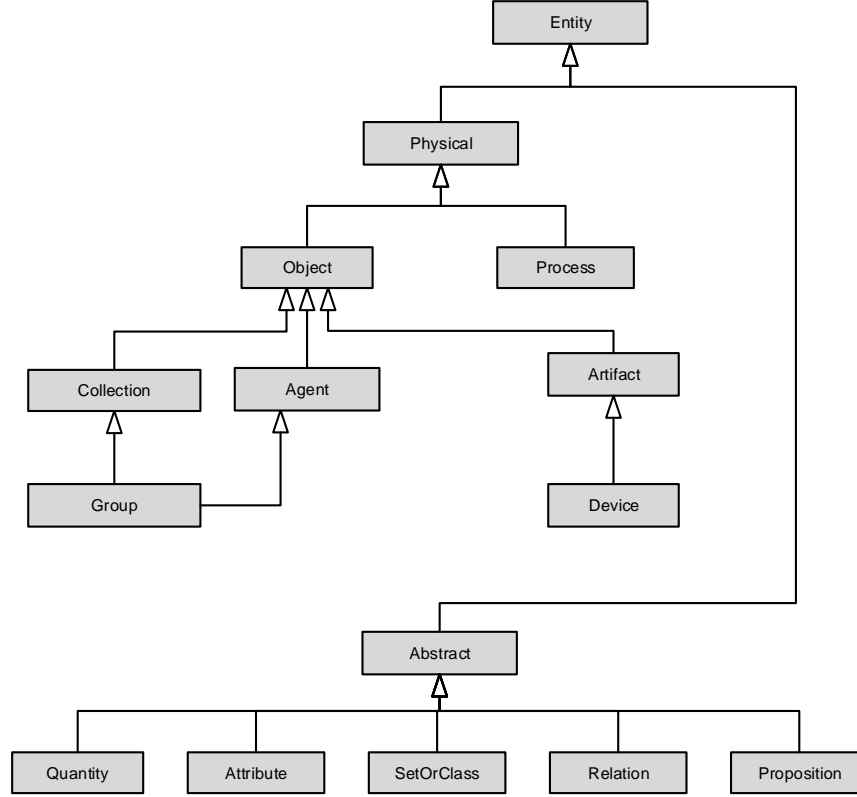 Entity
Physical
Object
Process
Collection
Agent
Artifact
Group
Device
Abstract
Quantity
Attribute
SetOrClass
Relation
Proposition